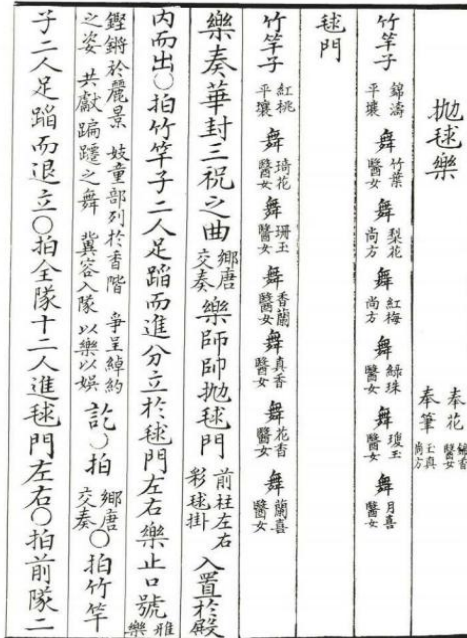 抛毬樂
奉花 醫女
奉筆 玉真 尚方
竹竿子 錦濤 平壤 舞 竹葉 醫女 舞 梨花 尚方 舞 紅梅 尚方 舞 綠珠 醫女 舞 瓊玉 醫女 舞 月喜 醫女
毬門
竹竿子 紅桃 平壤 舞 琦花 醫女 舞 珊玉 醫女 舞 香蘭 醫女 舞 真香 醫女 舞 花香 醫女 舞 蘭喜 醫女
樂奏華封三祝之曲 鄉唐交奏 樂師帥抛毬門 前柱左右彩毬掛 入置於殿
內而出○拍竹竿子二人足蹈而進分立於毬門左右樂止口號 雅樂
鏗鏘於麗景 妓童部列於香階 爭呈綽約之姿 共獻蹁躚之舞 冀容入隊 以樂以娛 訖○拍 鄉唐交奏 ○拍竹竿
子二人足蹈而退立○拍全隊十二人進毬門左右○拍前隊二